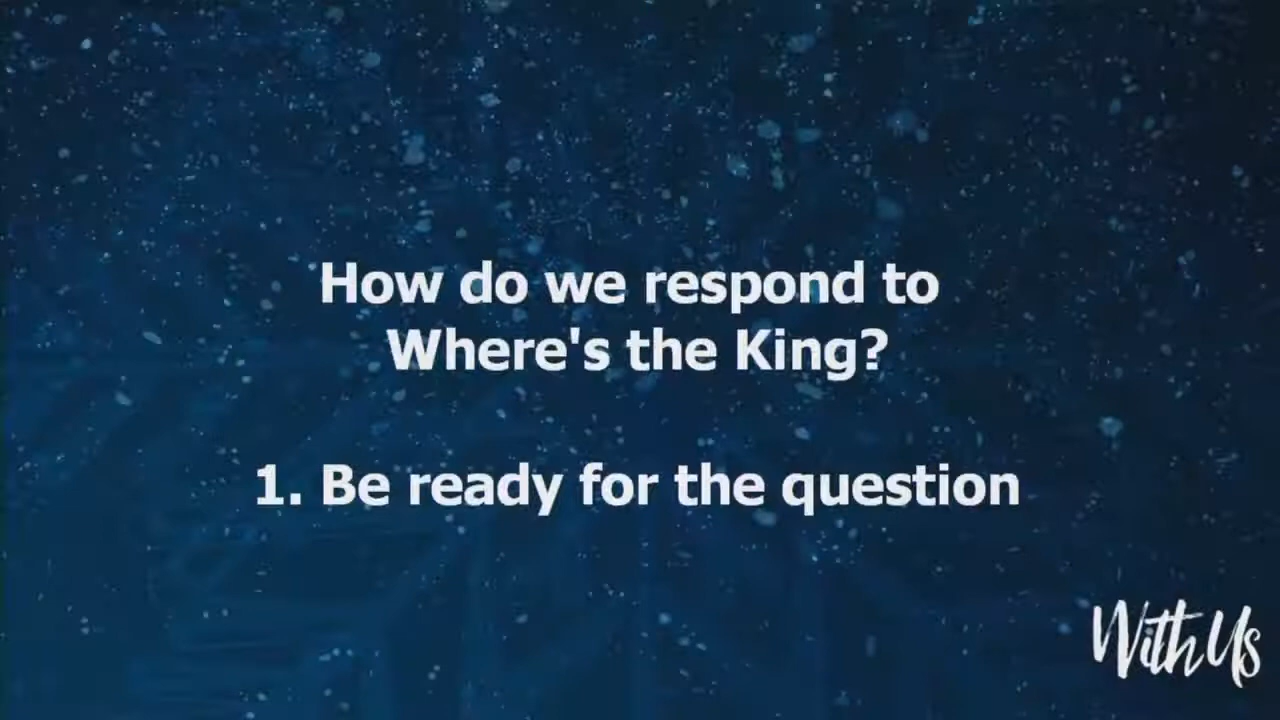 How do we respond to
Where's the King?
1. Be ready for the question
With Us